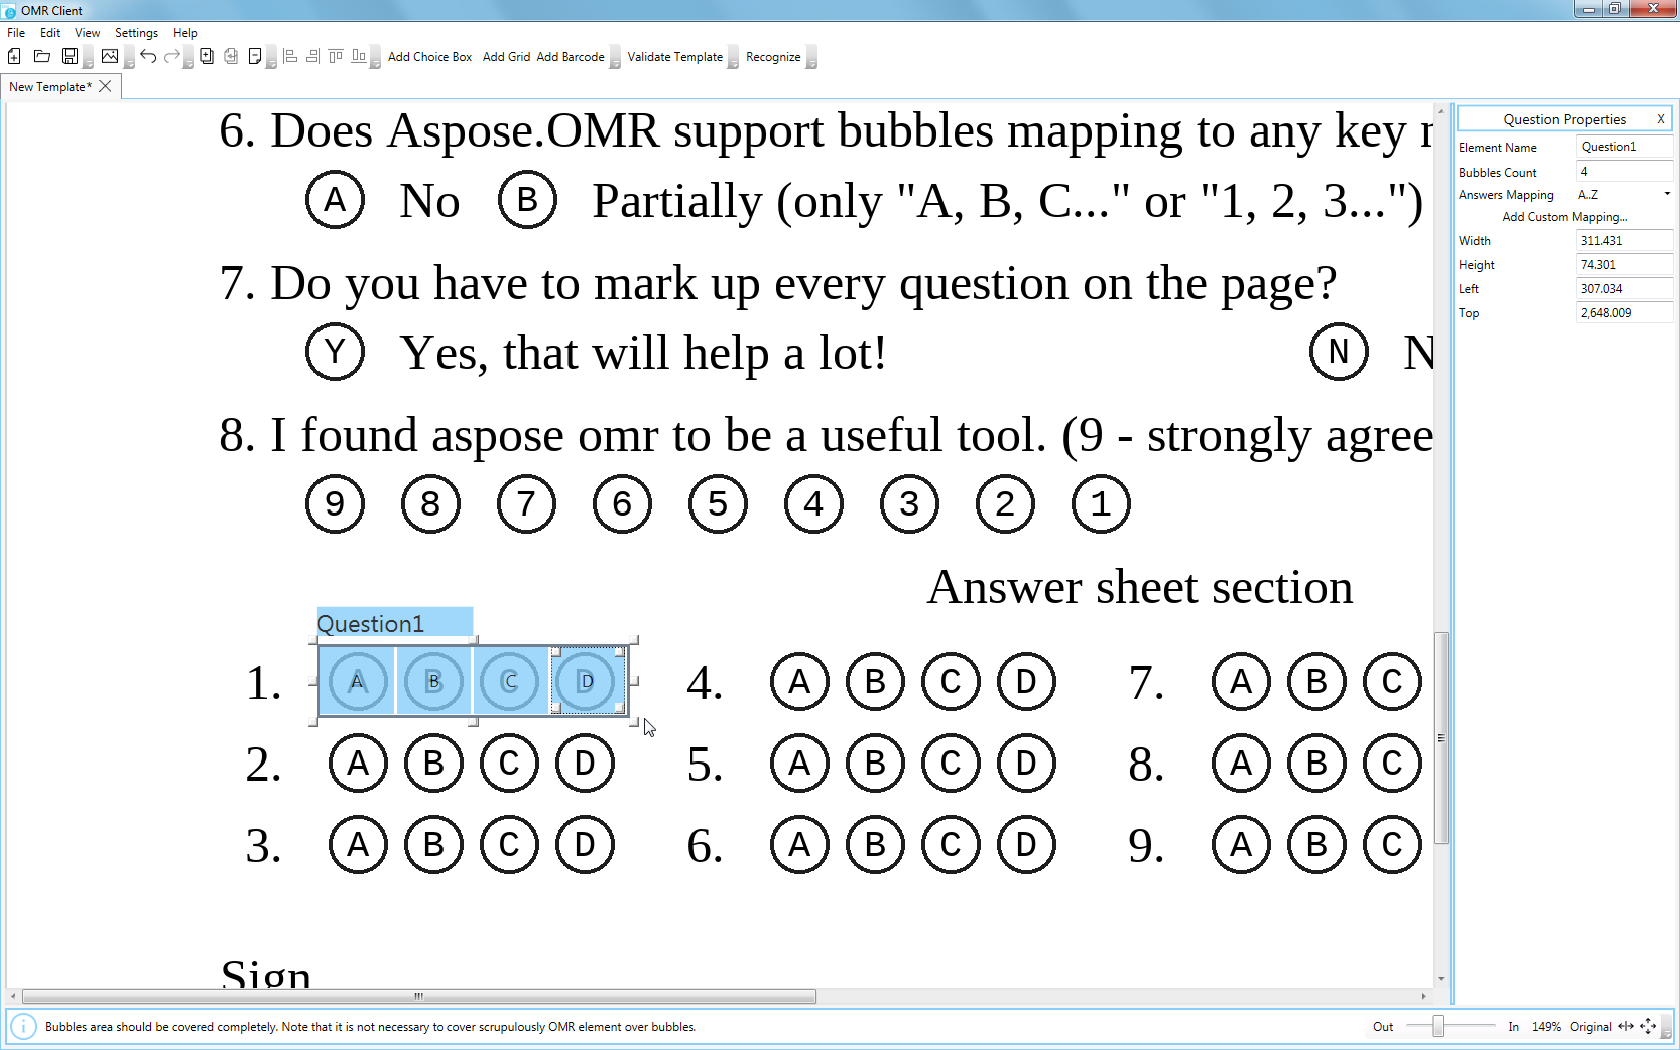 OMR Client
File Edit View Settings Help
Add Choice Box Add Grid Add Barcode Validate Template Recognize
New Template*
6. Does Aspose.OMR support bubbles mapping to any key
A No B Partially (only "A, B, C..." or "1, 2, 3...")
7. Do you have to mark up every question on the page?
Y Yes, that will help a lot! N N
8. I found aspose omr to be a useful tool. (9 - strongly agree
9 8 7 6 5 4 3 2 1
Answer sheet section
Question1
1. A B C D 4. A B C D 7. A B C
2. A B C D 5. A B C D 8. A B C
3. A B C D 6. A B C D 9. A B C
Sign
Question Properties X
Element Name Question1
Bubbles Count 4
Answers Mapping A..Z
Add Custom Mapping...
Width 311.431
Height 74.301
Left 307.034
Top 2,648.009
Bubbles area should be covered completely. Note that it is not necessary to cover scrupulously OMR element over bubbles.
Out In 149% Original